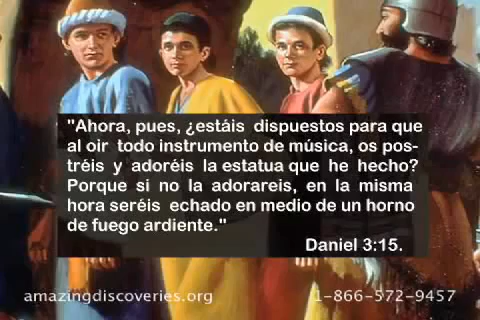 "Ahora, pues, ¿estáis dispuestos para que
al oir todo instrumento de música, os pos-
tréis y adoréis la estatua que he hecho?
Porque si no la adorareis, en la misma
hora seréis echado en medio de un horno
de fuego ardiente."
Daniel 3:15.
amazingdiscoveries.org 1-866-572-9457